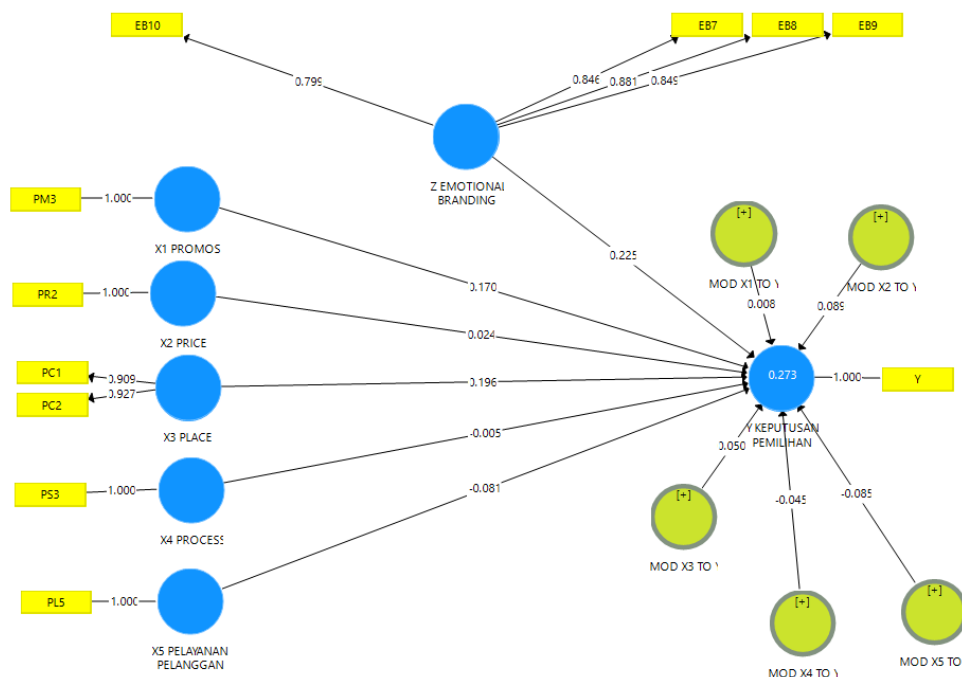 EB10
EB7
EB8
EB9
0.799
0.846
0.881
0.849
Z EMOTIONAL
BRANDING
PM3
1.000
X1 PROMOS
[+]
[+]
0.225
MOD X1 TO Y
MOD X2 TO Y
PR2
1.000
0.170
0.008
0.089
X2 PRICE
0.024
PC1
0.909
PC2
0.927
0.196
0.273
1.000
Y
X3 PLACE
-0.005
Y KEPUTUSAN
PEMILIHAN
0.050
PS3
1.000
-0.081
-0.045
-0.085
[+]
X4 PROCESS
MOD X3 TO Y
PL5
1.000
[+]
[+]
X5 PELAYANAN
PELANGGAN
MOD X4 TO Y
MOD X5 TO